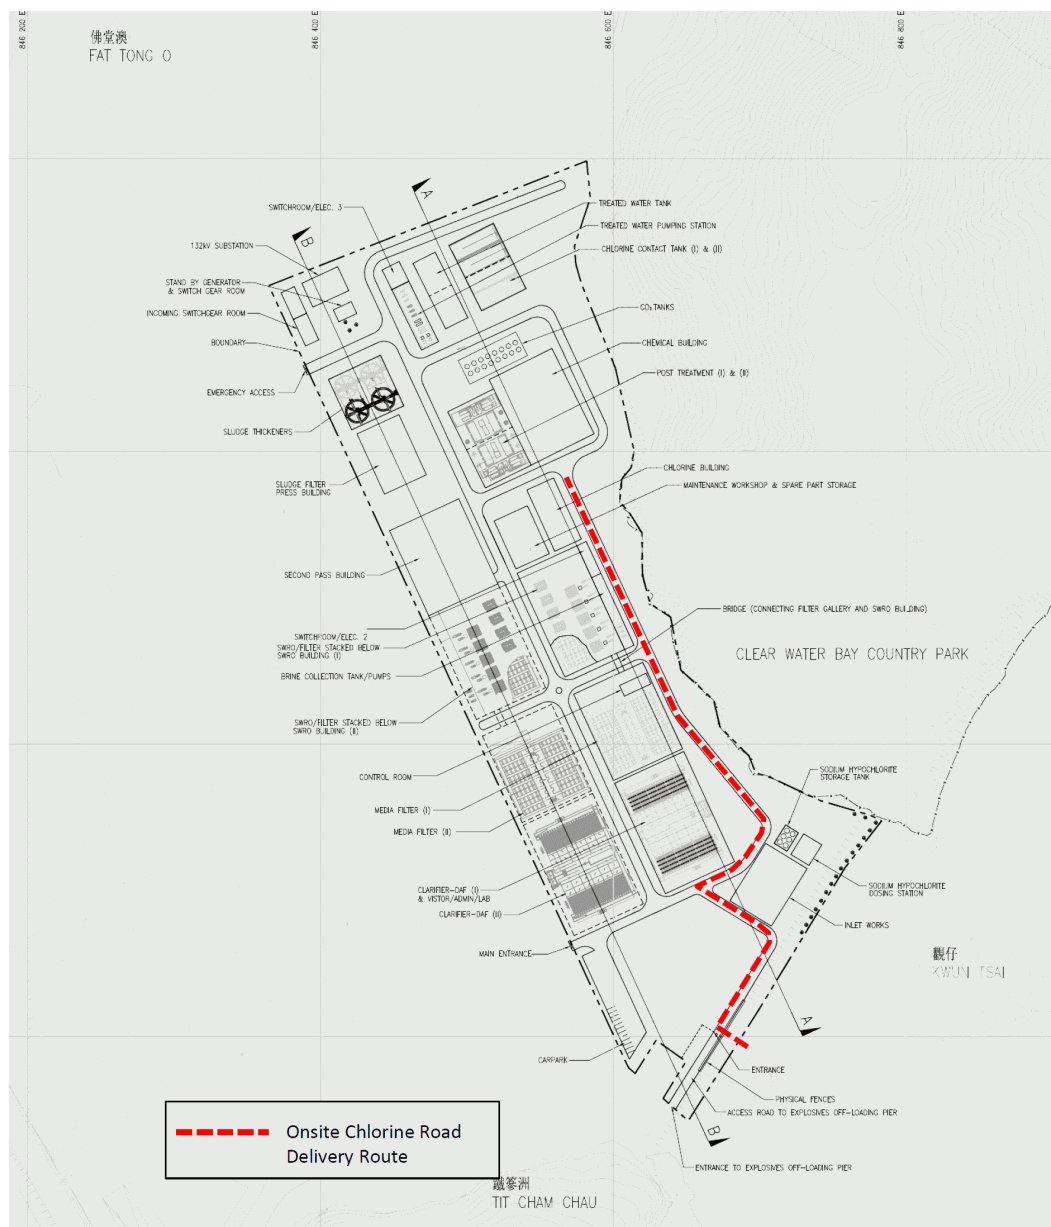 846 200 E
846 400 E
846 600 E
846 800 E
佛堂澳
FAT TONG O
A
SWITCHROOM/ELEC. 3
TREATED WATER TANK
TREATED WATER PUMPING STATION
B
132kV SUBSTATION
CHLORINE CONTACT TANK (I) & (II)
STAND BY GENERATOR
& SWITCH GEAR ROOM
INCOMING SWITCHGEAR ROOM
CO₂ TANKS
BOUNDARY
CHEMICAL BUILDING
POST TREATMENT (I) & (II)
EMERGENCY ACCESS
SLUDGE THICKENERS
CHLORINE BUILDING
SLUDGE FILTER
PRESS BUILDING
MAINTENANCE WORKSHOP & SPARE PART STORAGE
SECOND PASS BUILDING
BRIDGE (CONNECTING FILTER GALLERY AND SWRO BUILDING)
SWITCHROOM/ELEC. 2
SWRO/FILTER STACKED BELOW
SWRO BUILDING (I)
CLEAR WATER BAY COUNTRY PARK
BRINE COLLECTION TANK/PUMPS
SWRO/FILTER STACKED BELOW
SWRO BUILDING (II)
CONTROL ROOM
SODIUM HYPOCHLORITE
STORAGE TANK
MEDIA FILTER (I)
MEDIA FILTER (II)
CLARIFIER-DAF (I)
& VISTOR/ADMIN/LAB
SODIUM HYPOCHLORITE
DOSING STATION
CLARIFIER-DAF (II)
INLET WORKS
MAIN ENTRANCE
觀仔
KWUN TSAI
A
CARPARK
ENTRANCE
PHYSICAL FENCES
ACCESS ROAD TO EXPLOSIVES OFF-LOADING PIER
B
ENTRANCE TO EXPLOSIVES OFF-LOADING PIER
Onsite Chlorine Road
Delivery Route
鐵篸洲
TIT CHAM CHAU